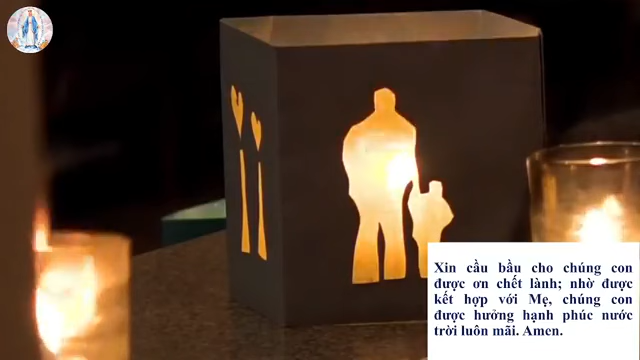 Xin cầu bầu cho chúng con
được ơn chết lành; nhờ được
kết hợp với Mẹ, chúng con
được hưởng hạnh phúc nước
trời luôn mãi. Amen.